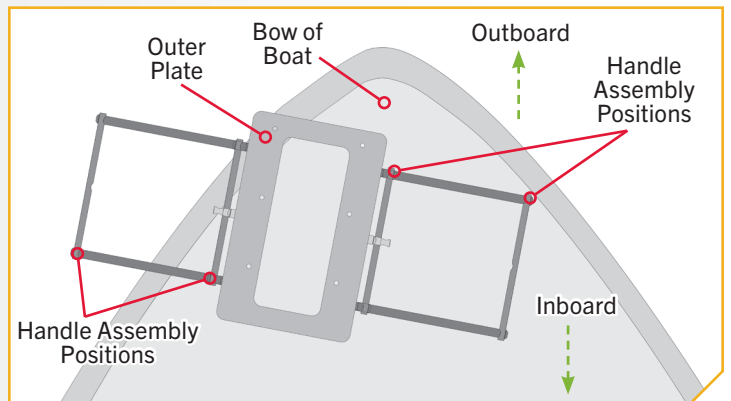 Outer
Plate
Bow of
Boat
Outboard
Handle
Assembly
Positions
Inboard
Handle Assembly
Positions